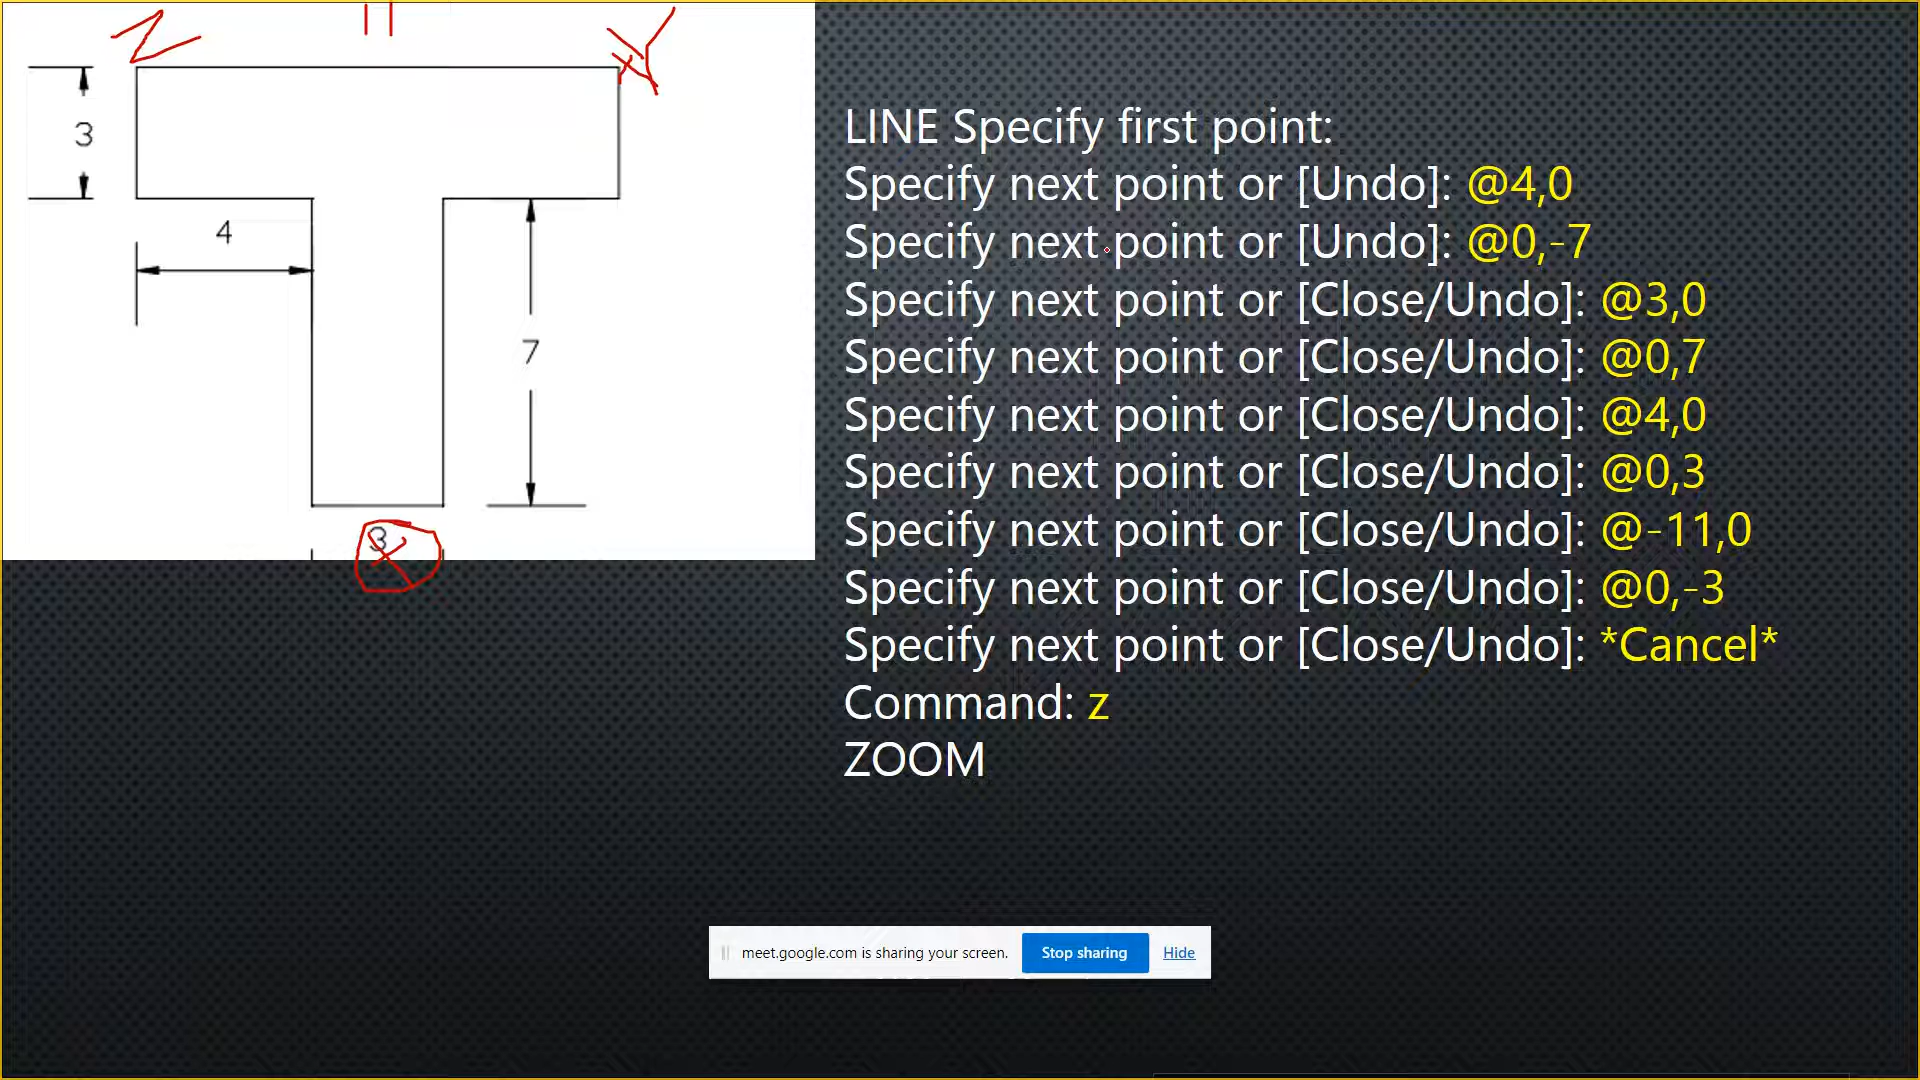 N
11
Y
3
4
7
3
LINE Specify first point:
Specify next point or [Undo]: @4,0
Specify next point or [Undo]: @0,-7
Specify next point or [Close/Undo]: @3,0
Specify next point or [Close/Undo]: @0,7
Specify next point or [Close/Undo]: @4,0
Specify next point or [Close/Undo]: @0,3
Specify next point or [Close/Undo]: @-11,0
Specify next point or [Close/Undo]: @0,-3
Specify next point or [Close/Undo]: *Cancel*
Command: z
ZOOM
meet.google.com is sharing your screen.
Stop sharing
Hide